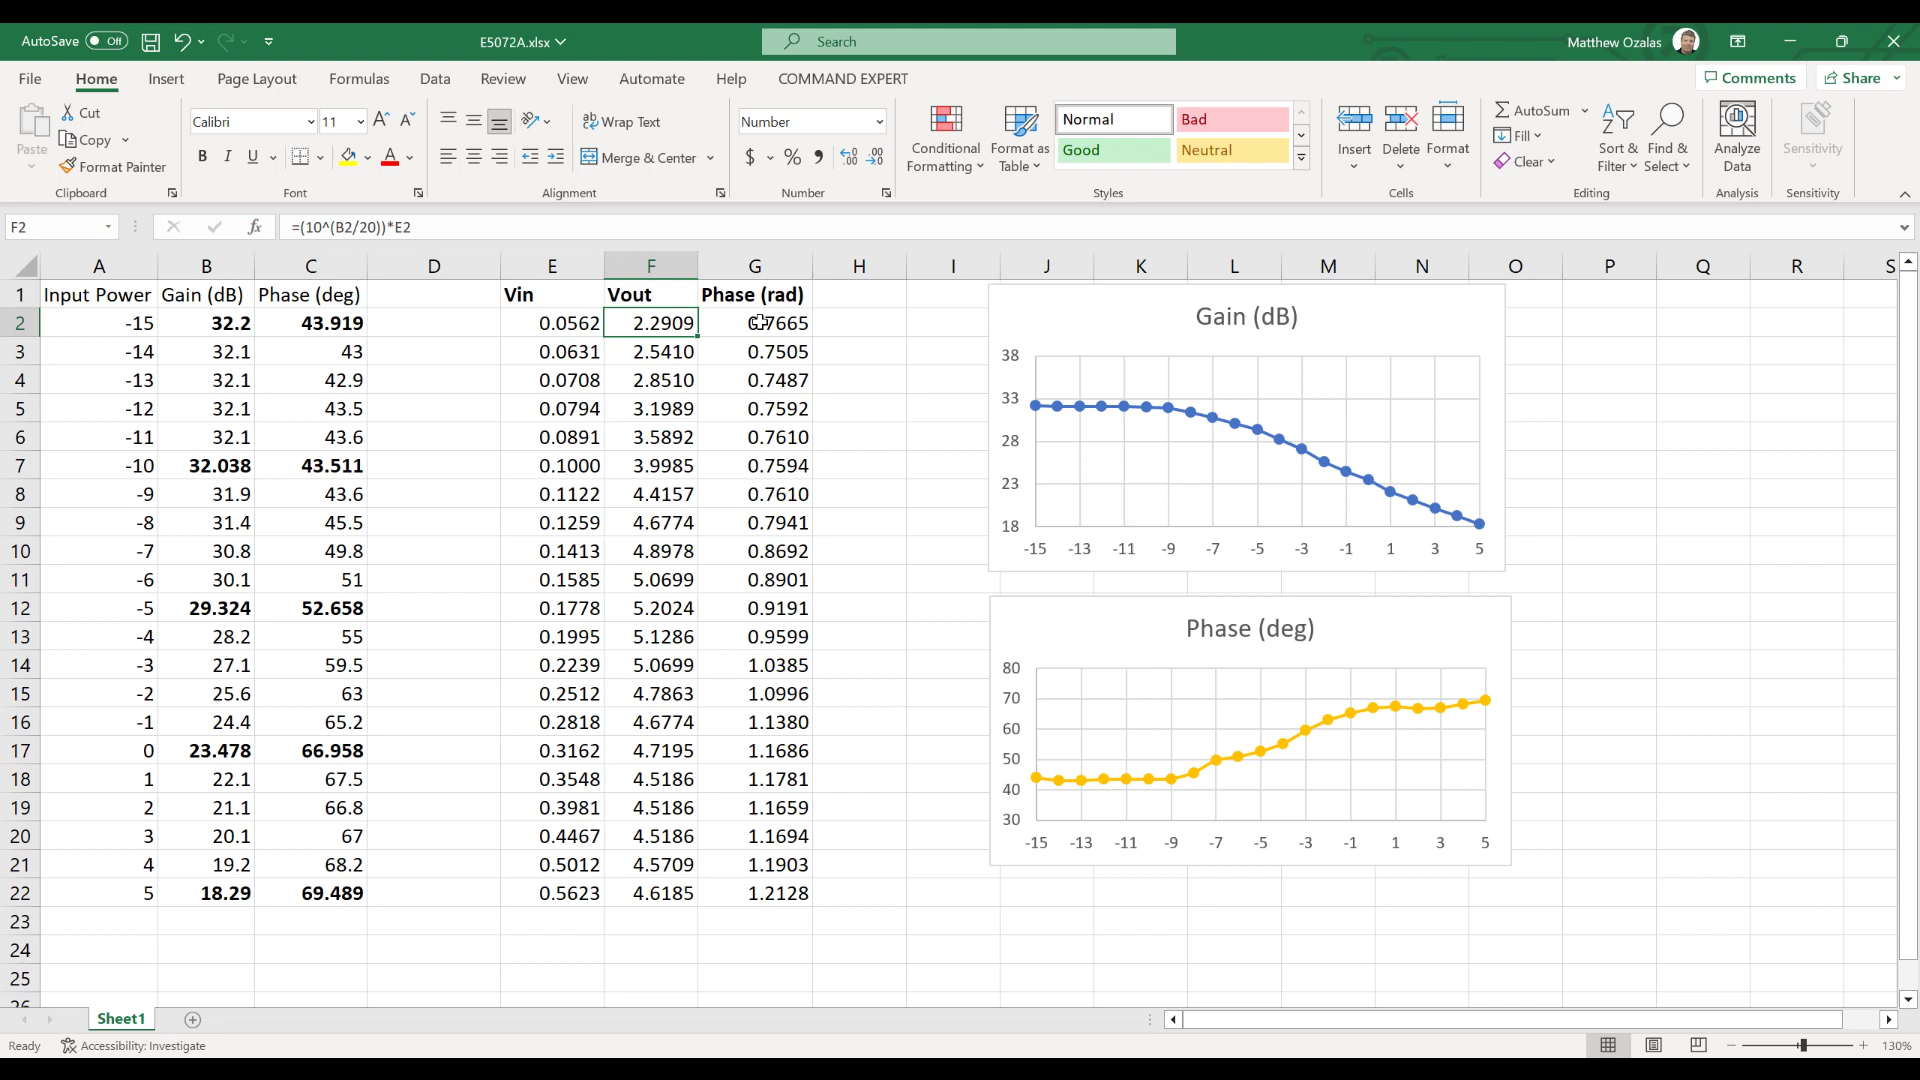 AutoSave Off E5072A.xlsx Search Matthew Ozalas
File Home Insert Page Layout Formulas Data Review View Automate Help COMMAND EXPERT Comments Share
Paste Cut Copy Format Painter Clipboard
Calibri 11 B I U A Font
Wrap Text Merge & Center Alignment
Number $ % Number
Conditional Formatting Format as Table Normal Bad Good Neutral Styles
Insert Delete Format Cells
AutoSum Fill Clear Sort & Filter Find & Select Editing
Analyze Data Analysis
Sensitivity Sensitivity
F2 fx =(10^(B2/20))*E2
A B C D E F G H I J K L M N O P Q R S
1 Input Power Gain (dB) Phase (deg) Vin Vout Phase (rad)
2 -15 32.2 43.919 0.0562 2.2909 0.7665
3 -14 32.1 43 0.0631 2.5410 0.7505
4 -13 32.1 42.9 0.0708 2.8510 0.7487
5 -12 32.1 43.5 0.0794 3.1989 0.7592
6 -11 32.1 43.6 0.0891 3.5892 0.7610
7 -10 32.038 43.511 0.1000 3.9985 0.7594
8 -9 31.9 43.6 0.1122 4.4157 0.7610
9 -8 31.4 45.5 0.1259 4.6774 0.7941
10 -7 30.8 49.8 0.1413 4.8978 0.8692
11 -6 30.1 51 0.1585 5.0699 0.8901
12 -5 29.324 52.658 0.1778 5.2024 0.9191
13 -4 28.2 55 0.1995 5.1286 0.9599
14 -3 27.1 59.5 0.2239 5.0699 1.0385
15 -2 25.6 63 0.2512 4.7863 1.0996
16 -1 24.4 65.2 0.2818 4.6774 1.1380
17 0 23.478 66.958 0.3162 4.7195 1.1686
18 1 22.1 67.5 0.3548 4.5186 1.1781
19 2 21.1 66.8 0.3981 4.5186 1.1659
20 3 20.1 67 0.4467 4.5186 1.1694
21 4 19.2 68.2 0.5012 4.5709 1.1903
22 5 18.29 69.489 0.5623 4.6185 1.2128
23
24
25
26
Gain (dB)
38
33
28
23
18
-15 -13 -11 -9 -7 -5 -3 -1 1 3 5
Phase (deg)
80
70
60
50
40
30
-15 -13 -11 -9 -7 -5 -3 -1 1 3 5
Sheet1
Ready Accessibility: Investigate 130%